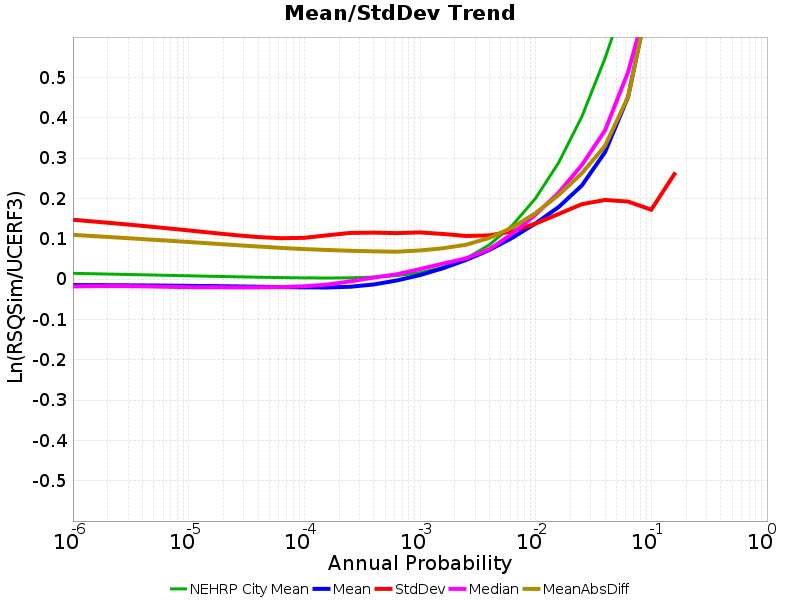 Mean/StdDev Trend
Ln(RSQSim/UCERF3)
0.5
0.4
0.3
0.2
0.1
0
-0.1
-0.2
-0.3
-0.4
-0.5
10^-6 10^-5 10^-4 10^-3 10^-2 10^-1 10^0
Annual Probability
NEHRP City Mean Mean StdDev Median MeanAbsDiff